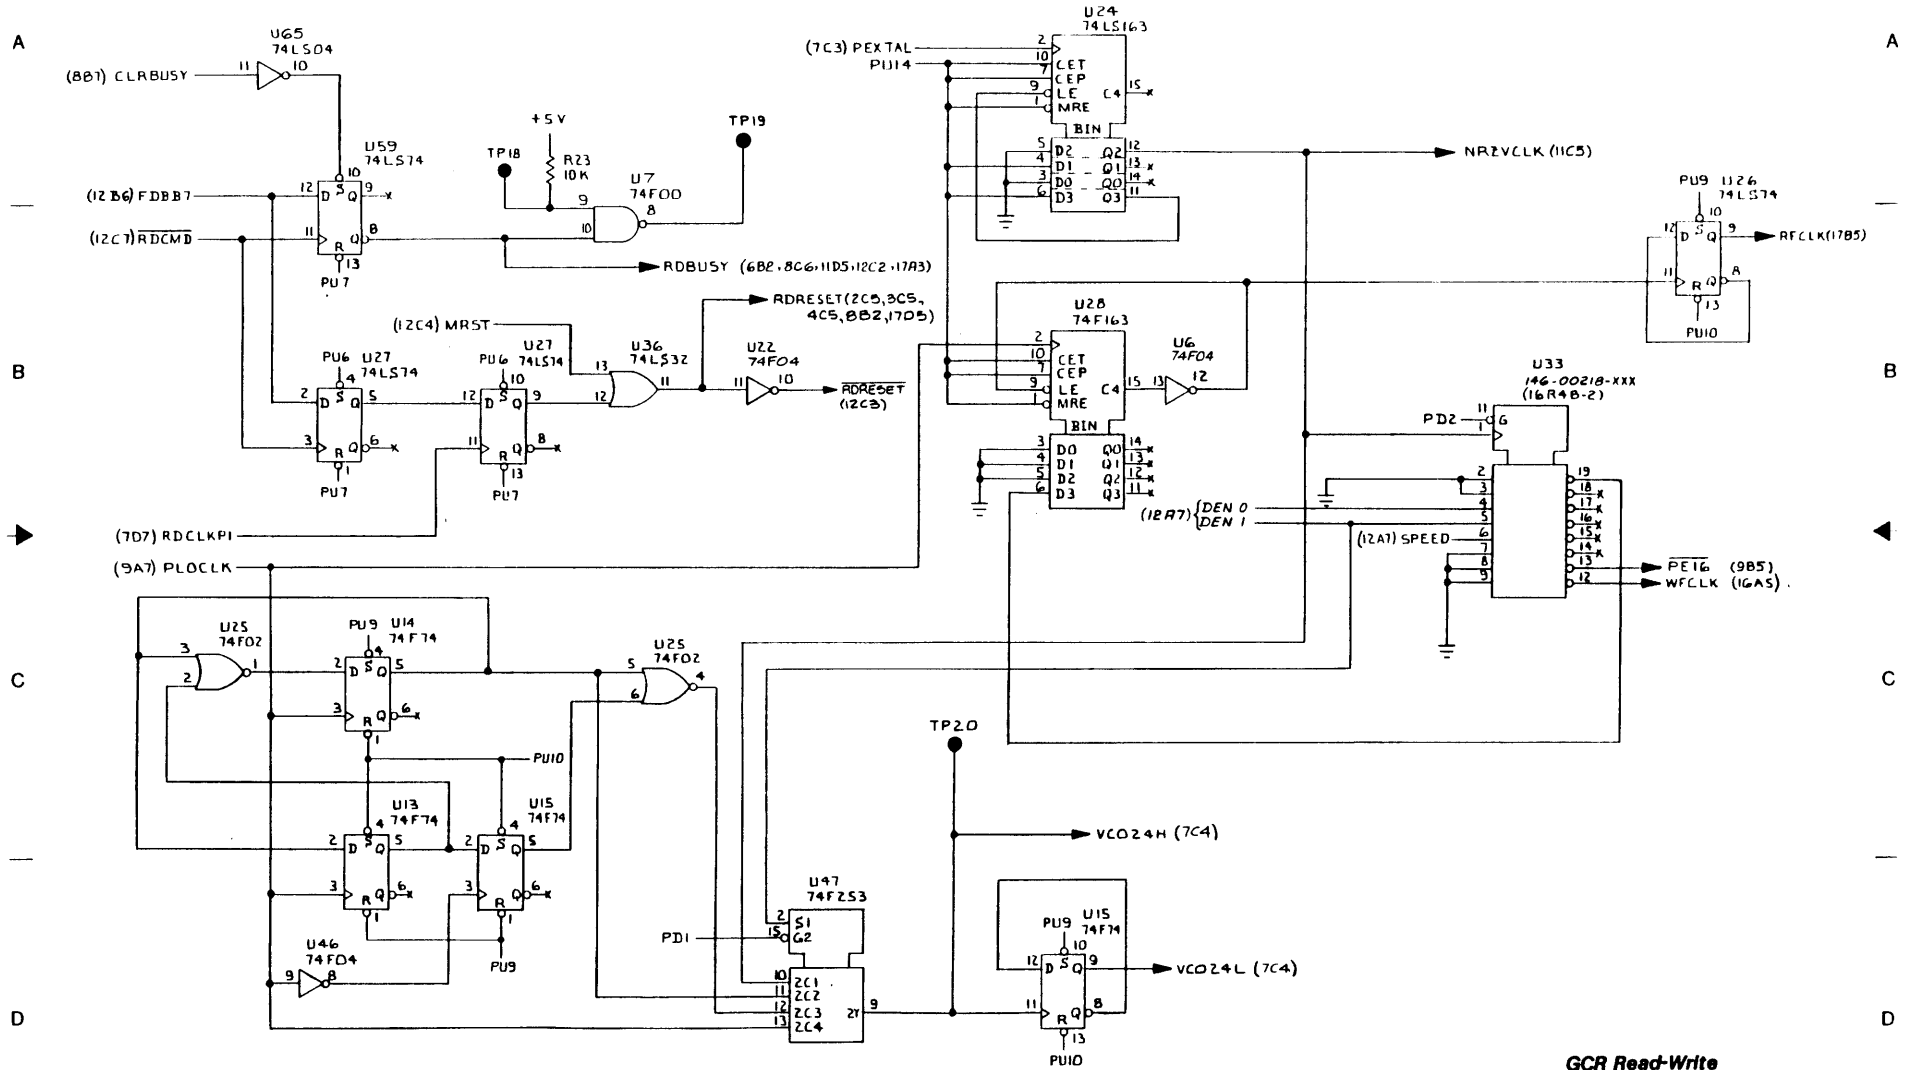 A
U65
74LS04
(8B7) CLRBUSY
11
10
U59
74LS74
10
12 D S Q 9
11 R Q 8
13
PU7
(12B6) FDBB7
(12C7) RDCMD
+5V
R23
10K
TP18
TP19
U7
74F00
9
10
8
RDBUSY (6B2,8C6,11D5,12C2,17A3)
RDRESET(2C5,3C5,
4C5,8B2,17D5)
U24
74LS163
(7C3) PEXTAL
PU14
2
10 CET
7 CEP
9 LE C4 15
1 MRE
BIN
5 D2 Q2 12
4 D1 Q1 13
3 D0 Q0 14
6 D3 Q3 11
NRZVCLK (11C5)
A
PU9 U26
74LS74
10
12 D S Q 9
11 R Q 8
13
PU10
RFCLK(17B5)
B
(12C4) MRST
PU6 U27
74LS74
4
2 D S Q 5
3 R Q 6
1
PU7
PU6 U27
74LS74
10
12 D S Q 9
11 R Q 8
13
PU7
U36
74LS32
13
12
11
U22
74F04
11
10
RDRESET
(12C3)
U28
74F163
2
10 CET
7 CEP
9 LE C4 15
1 MRE
BIN
3 D0 Q0 14
4 D1 Q1 13
5 D2 Q2 12
6 D3 Q3 11
U6
74F04
13
12
U33
146-00218-XXX
(16R4B-2)
PD2
11 G
1
2 19
3 18
4 17
5 16
6 15
7 14
8 13
9 12
(12A7) DEN 0
DEN 1
(12A7) SPEED
PE16 (9B5)
WFCLK (16A5)
B
(7D7) RDCLKP1
(9A7) PLOCLK
C
U25
74F02
3
2
1
PU9 U14
74F74
4
2 D S Q 5
3 R Q 6
1
PU10
U25
74F02
5
6
4
TP20
C
U13
74F74
4
2 D S Q 5
3 R Q 6
1
U15
74F74
4
2 D S Q 5
3 R Q 6
1
PU9
VCO24H (7C4)
U46
74F04
9
8
U47
74F253
PD1
2 S1
15 G2
10 2C1
11 2C2
12 2C3
13 2C4
2Y 9
PU9 U15
74F74
10
12 D S Q 9
11 R Q 8
13
PU10
VCO24L (7C4)
D
D
GCR Read-Write